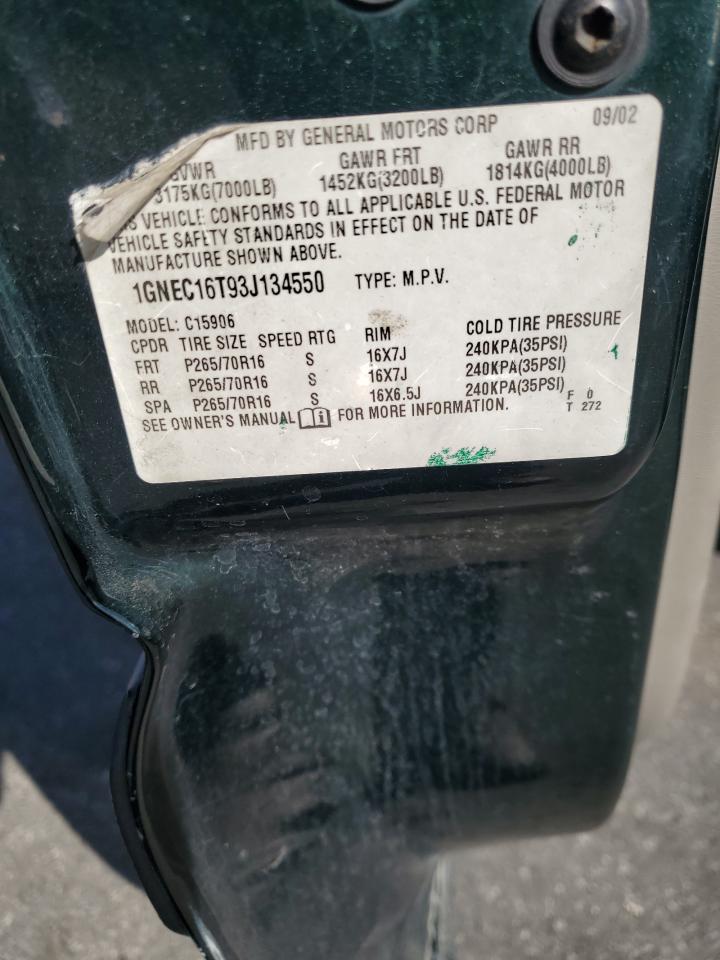 MFD BY GENERAL MOTORS CORP 09/02
GVWR GAWR FRT GAWR RR
3175KG(7000LB) 1452KG(3200LB) 1814KG(4000LB)
THIS VEHICLE CONFORMS TO ALL APPLICABLE U.S. FEDERAL MOTOR
VEHICLE SAFETY STANDARDS IN EFFECT ON THE DATE OF
MANUFACTURE SHOWN ABOVE.
1GNEC16T93J134550 TYPE: M.P.V.
MODEL: C15906
CPDR TIRE SIZE SPEED RTG RIM COLD TIRE PRESSURE
FRT P265/70R16 S 16X7J 240KPA(35PSI)
RR P265/70R16 S 16X7J 240KPA(35PSI)
SPA P265/70R16 S 16X6.5J 240KPA(35PSI)
SEE OWNER'S MANUAL FOR MORE INFORMATION.
F 0
T 272